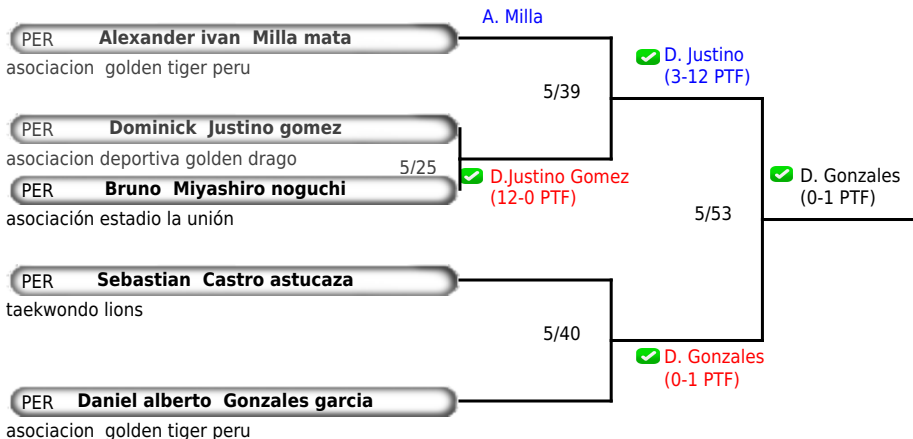 A. Milla
PER Alexander ivan Milla mata
asociacion golden tiger peru
D. Justino
(3-12 PTF)
5/39
PER Dominick Justino gomez
asociacion deportiva golden drago
5/25
D.Justino Gomez
(12-0 PTF)
PER Bruno Miyashiro noguchi
asociación estadio la unión
D. Gonzales
(0-1 PTF)
5/53
PER Sebastian Castro astucaza
taekwondo lions
5/40
D. Gonzales
(0-1 PTF)
PER Daniel alberto Gonzales garcia
asociacion golden tiger peru